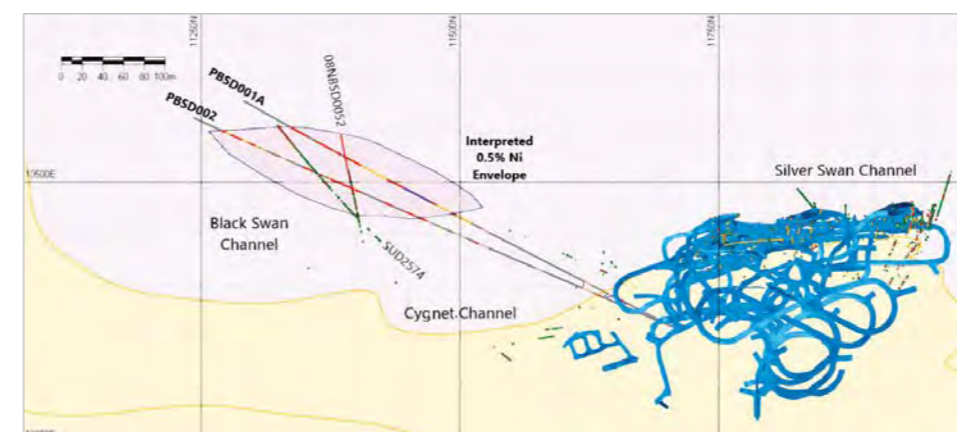 11250N
11500N
11750N
0 20 40 60 80 100m
PBSD001A
08NBSD0052
PBSD002
Interpreted
0.5% Ni
Envelope
10500E
Silver Swan Channel
Black Swan
Channel
SUD2574
Cygnet Channel